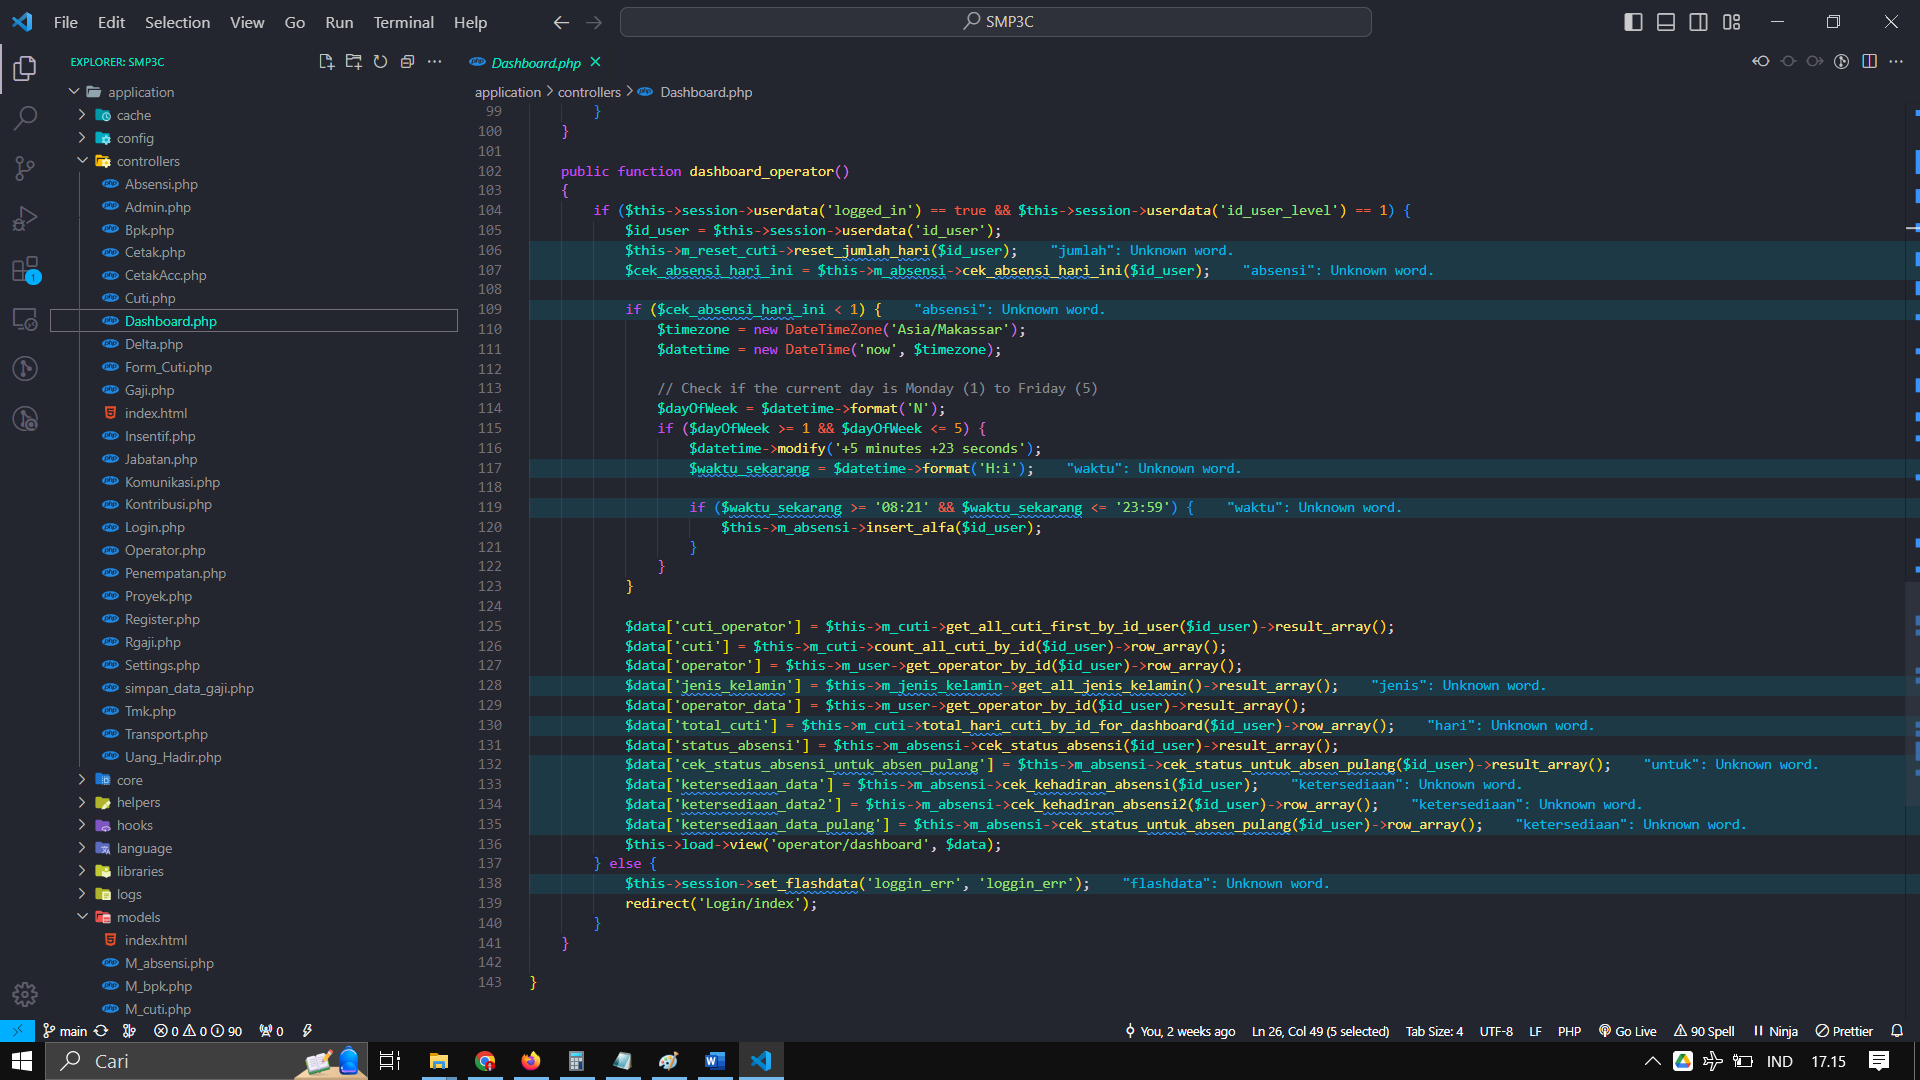 File Edit Selection View Go Run Terminal Help
SMP3C
EXPLORER: SMP3C
Dashboard.php
application
cache
config
controllers
Absensi.php
Admin.php
Bpk.php
Cetak.php
CetakAcc.php
Cuti.php
Dashboard.php
Delta.php
Form_Cuti.php
Gaji.php
index.html
Insentif.php
Jabatan.php
Komunikasi.php
Kontribusi.php
Login.php
Operator.php
Penempatan.php
Proyek.php
Register.php
Rgaji.php
Settings.php
simpan_data_gaji.php
Tmk.php
Transport.php
Uang_Hadir.php
core
helpers
hooks
language
libraries
logs
models
index.html
M_absensi.php
M_bpk.php
M_cuti.php
1
application > controllers > Dashboard.php
99 }
100 }
101
102 public function dashboard_operator()
103 {
104 if ($this->session->userdata('logged_in') == true && $this->session->userdata('id_user_level') == 1) {
105 $id_user = $this->session->userdata('id_user');
106 $this->m_reset_cuti->reset_jumlah_hari($id_user); "jumlah": Unknown word.
107 $cek_absensi_hari_ini = $this->m_absensi->cek_absensi_hari_ini($id_user); "absensi": Unknown word.
108
109 if ($cek_absensi_hari_ini < 1) { "absensi": Unknown word.
110 $timezone = new DateTimeZone('Asia/Makassar');
111 $datetime = new DateTime('now', $timezone);
112
113 // Check if the current day is Monday (1) to Friday (5)
114 $dayOfWeek = $datetime->format('N');
115 if ($dayOfWeek >= 1 && $dayOfWeek <= 5) {
116 $datetime->modify('+5 minutes +23 seconds');
117 $waktu_sekarang = $datetime->format('H:i'); "waktu": Unknown word.
118
119 if ($waktu_sekarang >= '08:21' && $waktu_sekarang <= '23:59') { "waktu": Unknown word.
120 $this->m_absensi->insert_alfa($id_user);
121 }
122 }
123 }
124
125 $data['cuti_operator'] = $this->m_cuti->get_all_cuti_first_by_id_user($id_user)->result_array();
126 $data['cuti'] = $this->m_cuti->count_all_cuti_by_id($id_user)->row_array();
127 $data['operator'] = $this->m_user->get_operator_by_id($id_user)->row_array();
128 $data['jenis_kelamin'] = $this->m_jenis_kelamin->get_all_jenis_kelamin()->result_array(); "jenis": Unknown word.
129 $data['operator_data'] = $this->m_user->get_operator_by_id($id_user)->result_array();
130 $data['total_cuti'] = $this->m_cuti->total_hari_cuti_by_id_for_dashboard($id_user)->row_array(); "hari": Unknown word.
131 $data['status_absensi'] = $this->m_absensi->cek_status_absensi($id_user)->result_array();
132 $data['cek_status_absensi_untuk_absen_pulang'] = $this->m_absensi->cek_status_untuk_absen_pulang($id_user)->result_array(); "untuk": Unknown word.
133 $data['ketersediaan_data'] = $this->m_absensi->cek_kehadiran_absensi($id_user); "ketersediaan": Unknown word.
134 $data['ketersediaan_data2'] = $this->m_absensi->cek_kehadiran_absensi2($id_user)->row_array(); "ketersediaan": Unknown word.
135 $data['ketersediaan_data_pulang'] = $this->m_absensi->cek_status_untuk_absen_pulang($id_user)->row_array(); "ketersediaan": Unknown word.
136 $this->load->view('operator/dashboard', $data);
137 } else {
138 $this->session->set_flashdata('loggin_err', 'loggin_err'); "flashdata": Unknown word.
139 redirect('Login/index');
140 }
141 }
142
143 }
main 0 0 90 0 You, 2 weeks ago Ln 26, Col 49 (5 selected) Tab Size: 4 UTF-8 LF PHP Go Live 90 Spell Ninja Prettier
Cari IND 17.15